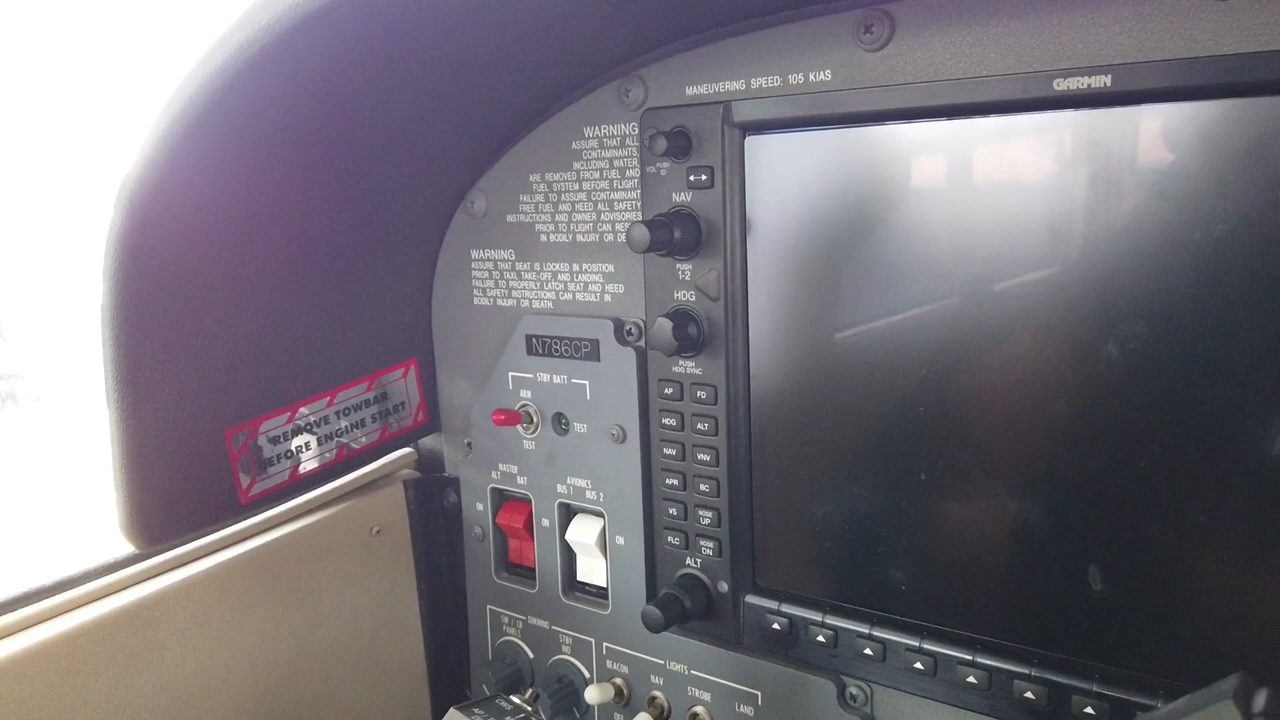 MANEUVERING SPEED: 105 KIAS
GARMIN
WARNING
ASSURE THAT ALL
CONTAMINANTS,
INCLUDING WATER,
ARE REMOVED FROM FUEL AND
FUEL SYSTEM BEFORE FLIGHT.
FAILURE TO ASSURE CONTAMINANT
FREE FUEL AND HEED ALL SAFETY
INSTRUCTIONS AND OWNER ADVISORIES
PRIOR TO FLIGHT CAN
IN BODILY INJURY OR
WARNING
ASSURE THAT SEAT IS LOCKED IN POSITION
PRIOR TO TAXI, TAKE-OFF, AND LANDING.
FAILURE TO PROPERLY LATCH SEAT AND HEED
ALL SAFETY INSTRUCTIONS CAN RESULT IN
BODILY INJURY OR DEATH.
VOL PUSH
ID
NAV
PUSH
1-2
HDG
PUSH
HDG SYNC
AP FD
HDG ALT
NAV VNV
APR BC
VS NOSE UP
FLC NOSE DN
ALT
N786CP
STBY BATT
ARM
TEST
TEST
REMOVE TOWBAR
BEFORE ENGINE START
MASTER
ALT BAT
ON
AVIONICS
BUS 1 BUS 2
ON
ON
DIMMING
SW / CB
PANELS
STBY
IND
LIGHTS
BEACON
NAV
STROBE
LAND
CWS